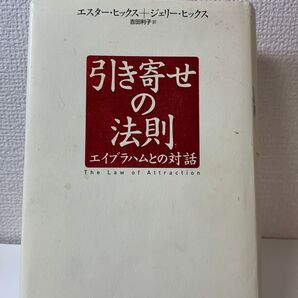 エスター・ヒックス+ジェリー・ヒックス
吉田利子 訳
引き寄せ
の
法則
エイブラハムとの対話
The Law of Attraction